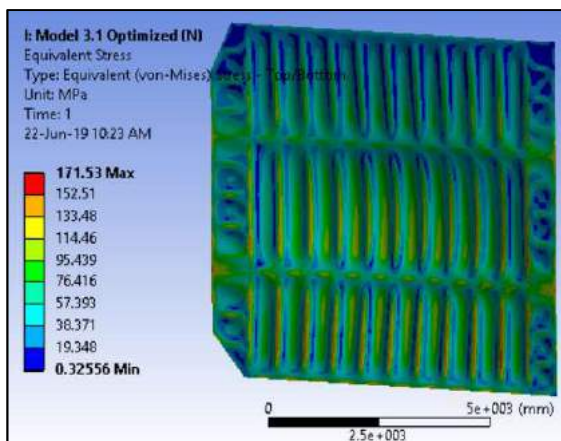 I: Model 3.1 Optimized (N)
Equivalent Stress
Type: Equivalent (von-Mises) Stress - Top/Bottom
Unit: MPa
Time: 1
22-Jun-19 10:23 AM
171.53 Max
152.51
133.48
114.46
95.439
76.416
57.393
38.371
19.348
0.32556 Min
0 5e+003 (mm)
2.5e+003